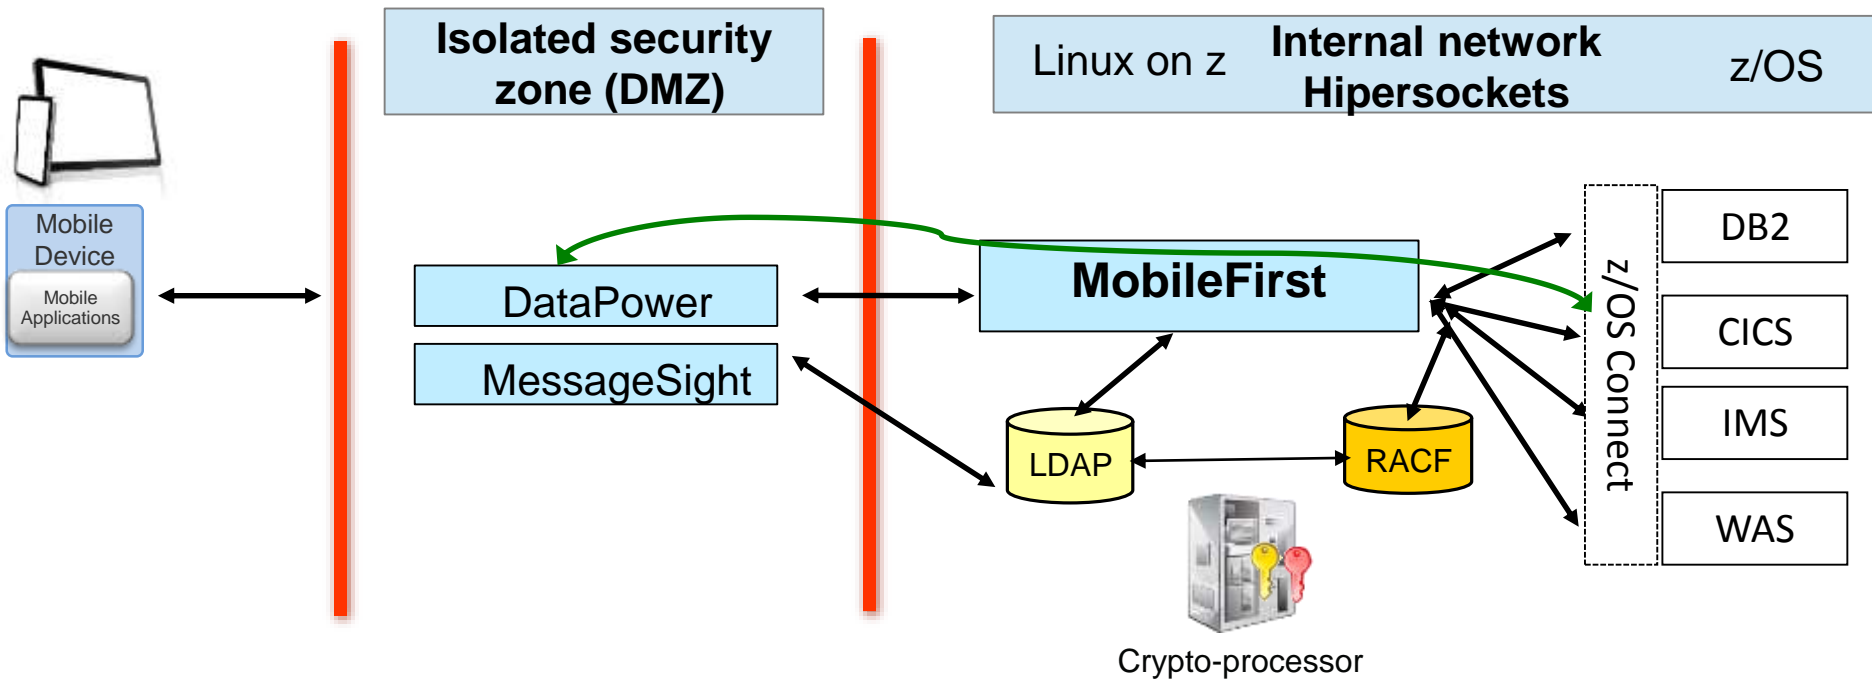 Isolated security
zone (DMZ)
Linux on z
Internal network
Hipersockets
z/OS
Mobile
Device
Mobile
Applications
DataPower
MessageSight
MobileFirst
LDAP
RACF
Crypto-processor
z/OS Connect
DB2
CICS
IMS
WAS